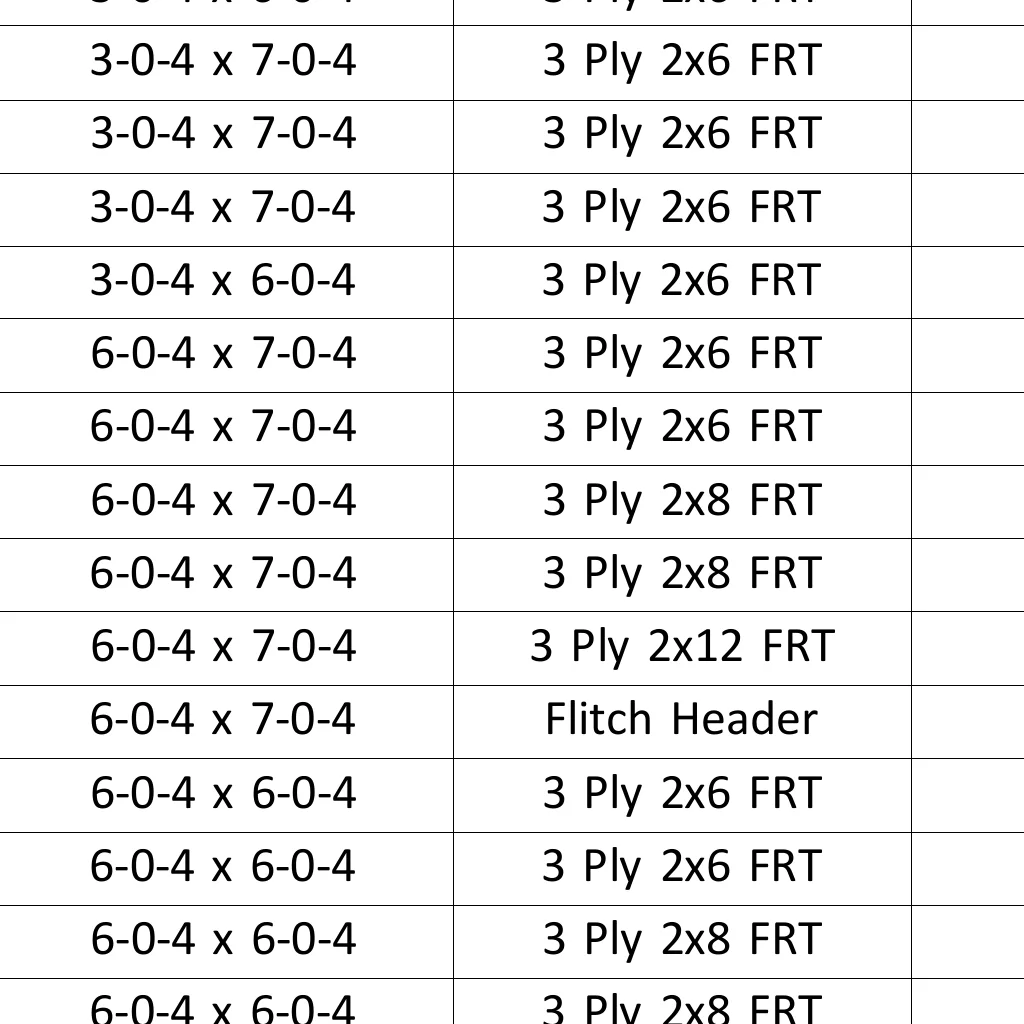 3-0-4 x 7-0-4 3 Ply 2x6 FRT
3-0-4 x 7-0-4 3 Ply 2x6 FRT
3-0-4 x 7-0-4 3 Ply 2x6 FRT
3-0-4 x 6-0-4 3 Ply 2x6 FRT
6-0-4 x 7-0-4 3 Ply 2x6 FRT
6-0-4 x 7-0-4 3 Ply 2x6 FRT
6-0-4 x 7-0-4 3 Ply 2x8 FRT
6-0-4 x 7-0-4 3 Ply 2x8 FRT
6-0-4 x 7-0-4 3 Ply 2x12 FRT
6-0-4 x 7-0-4 Flitch Header
6-0-4 x 6-0-4 3 Ply 2x6 FRT
6-0-4 x 6-0-4 3 Ply 2x6 FRT
6-0-4 x 6-0-4 3 Ply 2x8 FRT
6-0-4 x 6-0-4 3 Ply 2x8 FRT